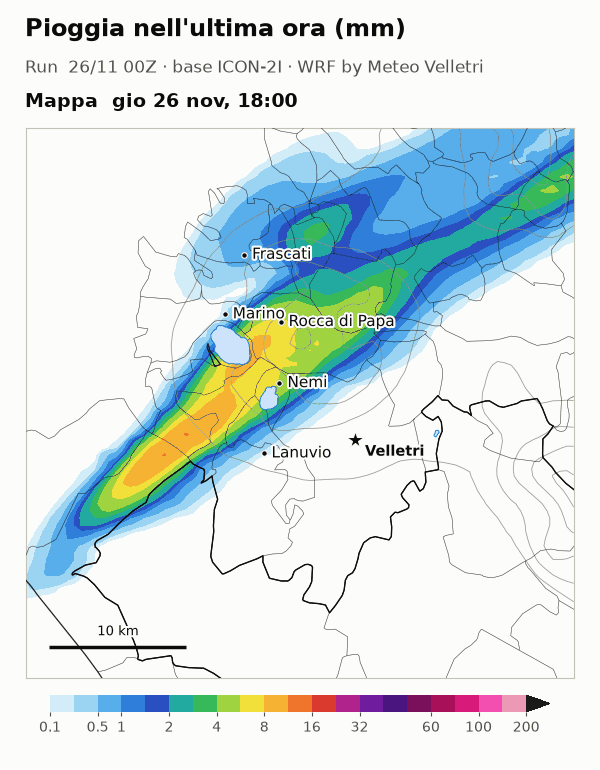 Pioggia nell'ultima ora (mm)
Run  26/11 00Z · base ICON-2I · WRF by Meteo Velletri
Mappa  gio 26 nov, 18:00
Frascati
Marino
Rocca di Papa
Nemi
Velletri
Lanuvio
10 km
0.1 0.5 1 2 4 8 16 32 60 100 200